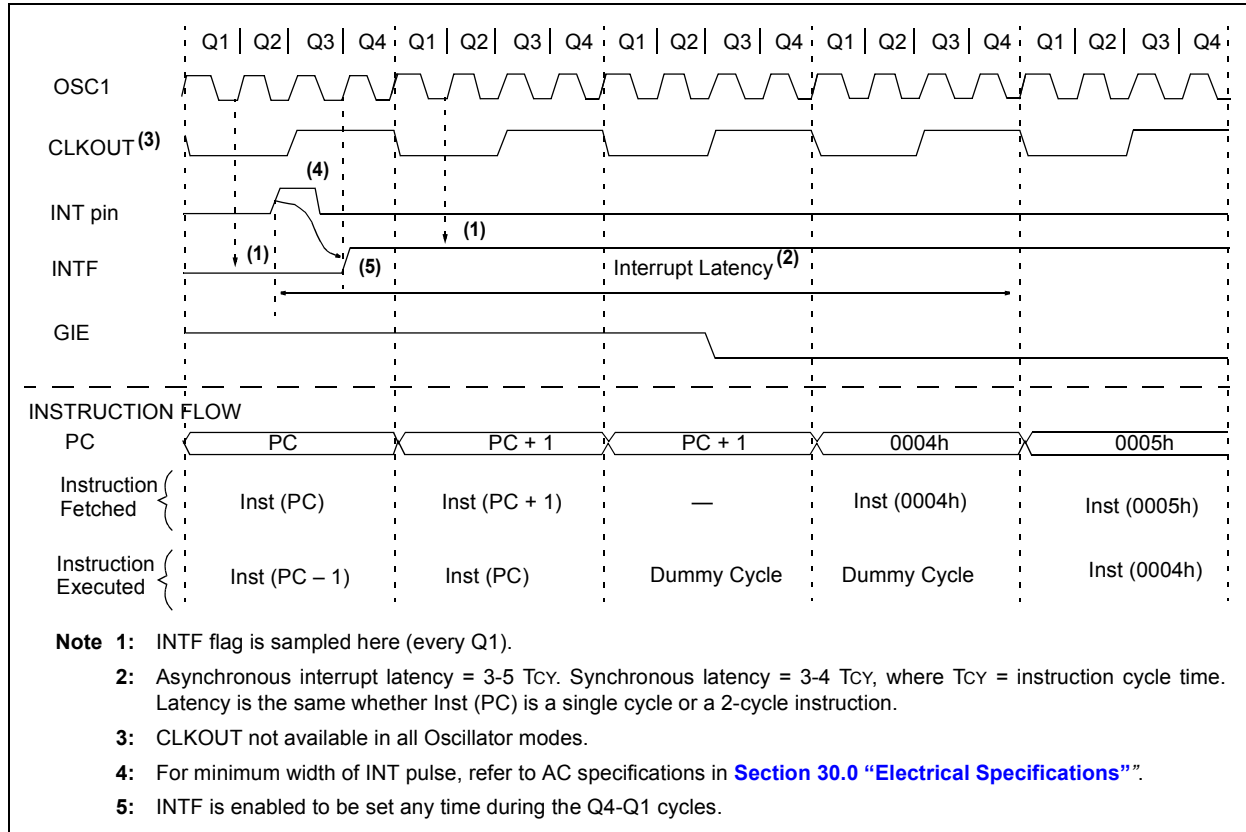 Q1 | Q2 | Q3 | Q4 Q1 | Q2 | Q3 | Q4 Q1 | Q2 | Q3 | Q4 Q1 | Q2 | Q3 | Q4 Q1 | Q2 | Q3 | Q4
OSC1
CLKOUT (3)
(4)
INT pin
(1)
(1)
INTF
(5)
Interrupt Latency (2)
GIE
INSTRUCTION FLOW
PC
PC PC + 1 PC + 1 0004h 0005h
Instruction
Fetched
Inst (PC) Inst (PC + 1) — Inst (0004h) Inst (0005h)
Instruction
Executed
Inst (PC – 1) Inst (PC) Dummy Cycle Dummy Cycle Inst (0004h)
Note 1: INTF flag is sampled here (every Q1).
2: Asynchronous interrupt latency = 3-5 TCY. Synchronous latency = 3-4 TCY, where TCY = instruction cycle time.
Latency is the same whether Inst (PC) is a single cycle or a 2-cycle instruction.
3: CLKOUT not available in all Oscillator modes.
4: For minimum width of INT pulse, refer to AC specifications in Section 30.0 “Electrical Specifications””.
5: INTF is enabled to be set any time during the Q4-Q1 cycles.